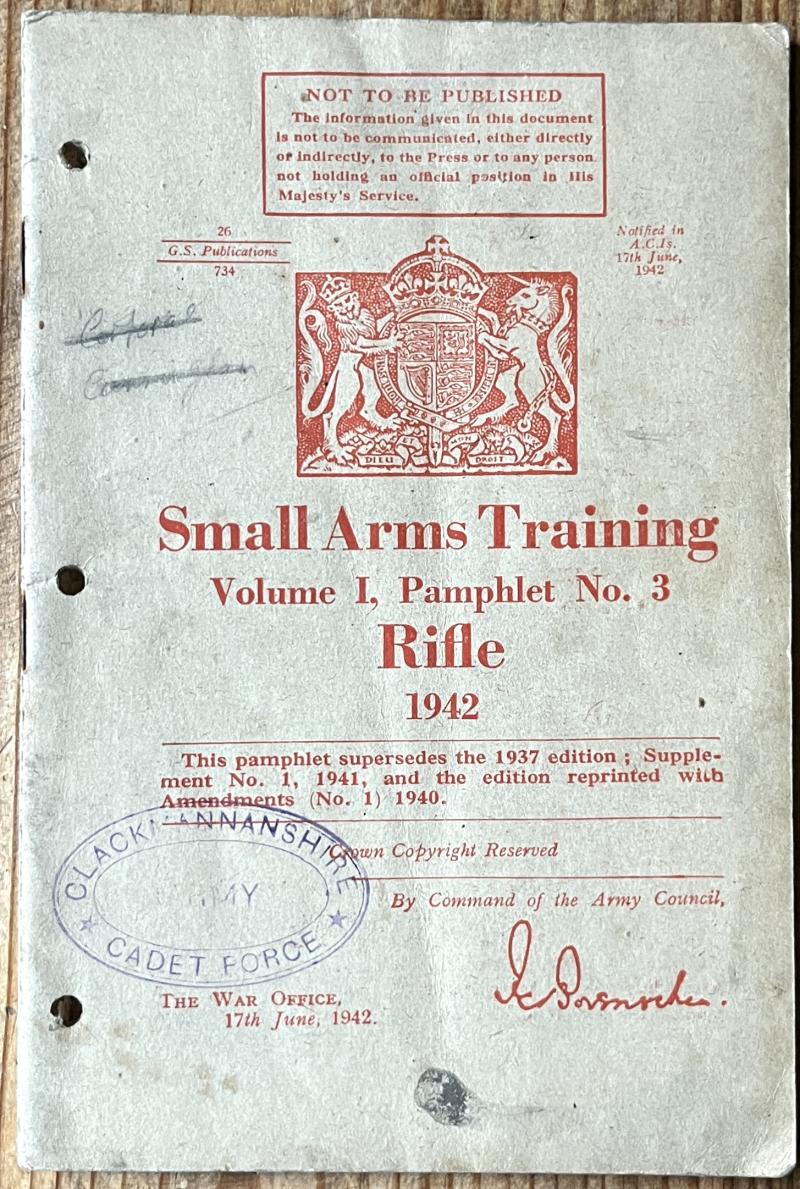 NOT TO BE PUBLISHED
The information given in this document
is not to be communicated, either directly
or indirectly, to the Press or to any person
not holding an official position in His
Majesty's Service.
26
G.S. Publications
734
Notified in
A.C.Is.
17th June,
1942
Corporal
DIEU ET MON DROIT
Small Arms Training
Volume I, Pamphlet No. 3
Rifle
1942
This pamphlet supersedes the 1937 edition ; Supple-
ment No. 1, 1941, and the edition reprinted with
Amendments (No. 1) 1940.
Crown Copyright Reserved
CLACKMANNANSHIRE
ARMY
CADET FORCE
By Command of the Army Council,
THE WAR OFFICE,
17th June, 1942.